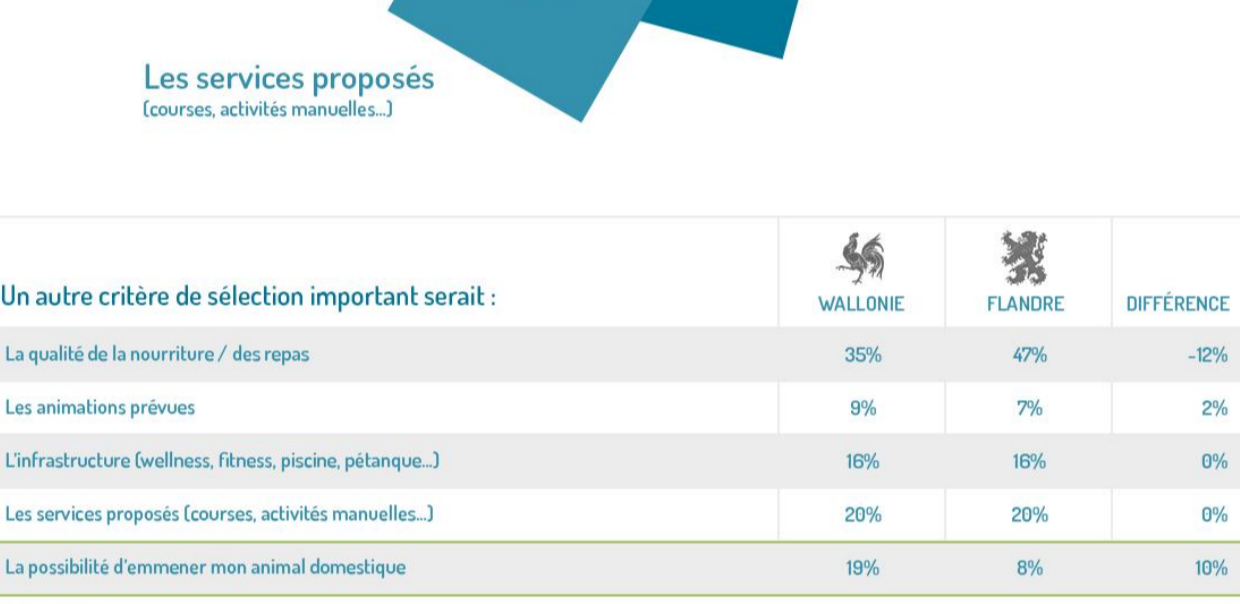 Les services proposés
(courses, activités manuelles...)
Un autre critère de sélection important serait : WALLONIE FLANDRE DIFFÉRENCE
La qualité de la nourriture / des repas 35% 47% -12%
Les animations prévues 9% 7% 2%
L'infrastructure (wellness, fitness, piscine, pétanque...) 16% 16% 0%
Les services proposés (courses, activités manuelles...) 20% 20% 0%
La possibilité d'emmener mon animal domestique 19% 8% 10%